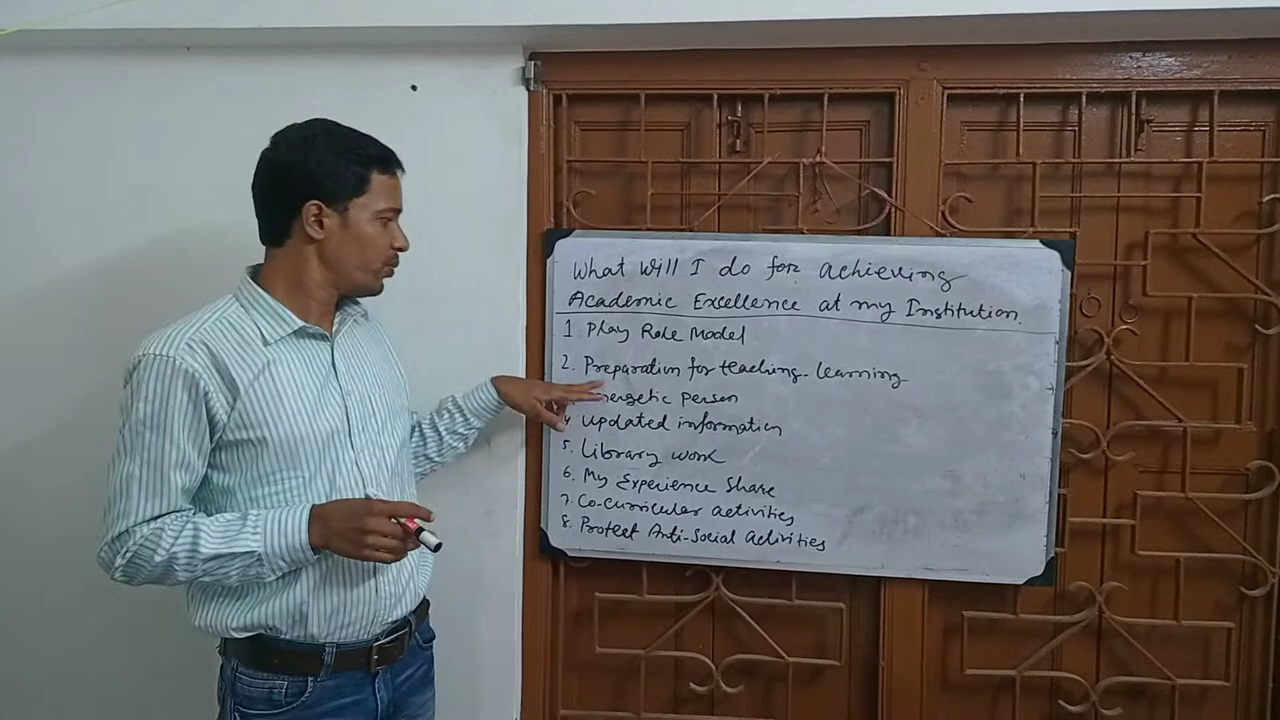 What will I do for achieving
Academic Excellence at my Institution.
1 Play Role Model
2. Preparation for teaching-learning
energetic person
4 updated information
5. Library work
6. My Experience Share
7. Co-curricular activities
8. Protect Anti-Social activities